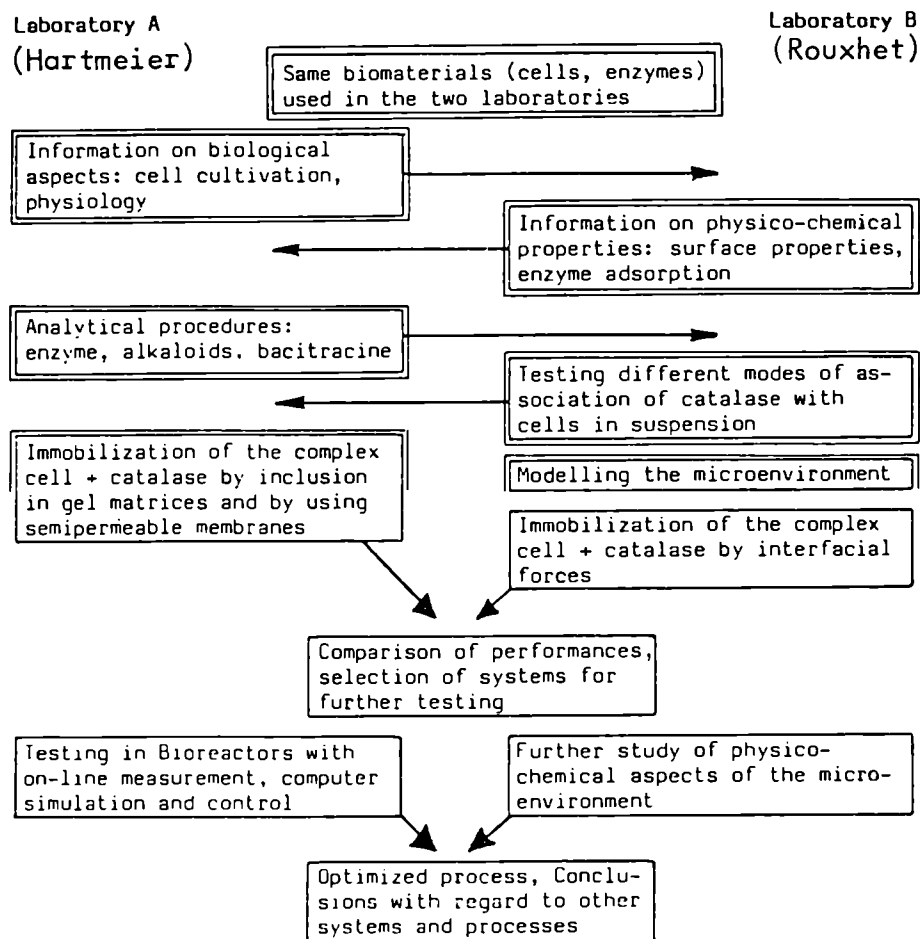 Laboratory A
(Hartmeier)
Laboratory B
(Rouxhet)
Same biomaterials (cells, enzymes)
used in the two laboratories
Information on biological
aspects: cell cultivation,
physiology
Information on physico-chemical
properties: surface properties,
enzyme adsorption
Analytical procedures:
enzyme, alkaloids. bacitracine
Testing different modes of as-
sociation of catalase with
cells in suspension
Immobilization of the complex
cell + catalase by inclusion
in gel matrices and by using
semipermeable membranes
Modelling the microenvironment
Immobilization of the complex
cell + catalase by interfacial
forces
Comparison of performances,
selection of systems for
further testing
Testing in Bioreactors with
on-line measurement, computer
simulation and control
Further study of physico-
chemical aspects of the micro-
environment
Optimized process, Conclu-
sions with regard to other
systems and processes